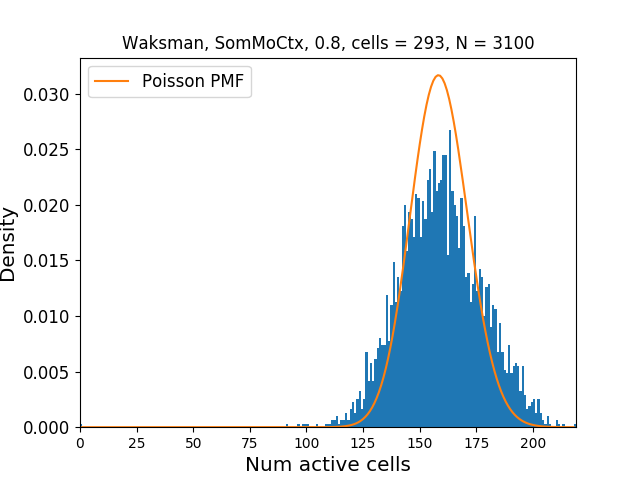 Waksman, SomMoCtx, 0.8, cells = 293, N = 3100
Poisson PMF
0.030
0.025
0.020
0.015
0.010
0.005
0.000
Density
0 25 50 75 100 125 150 175 200
Num active cells